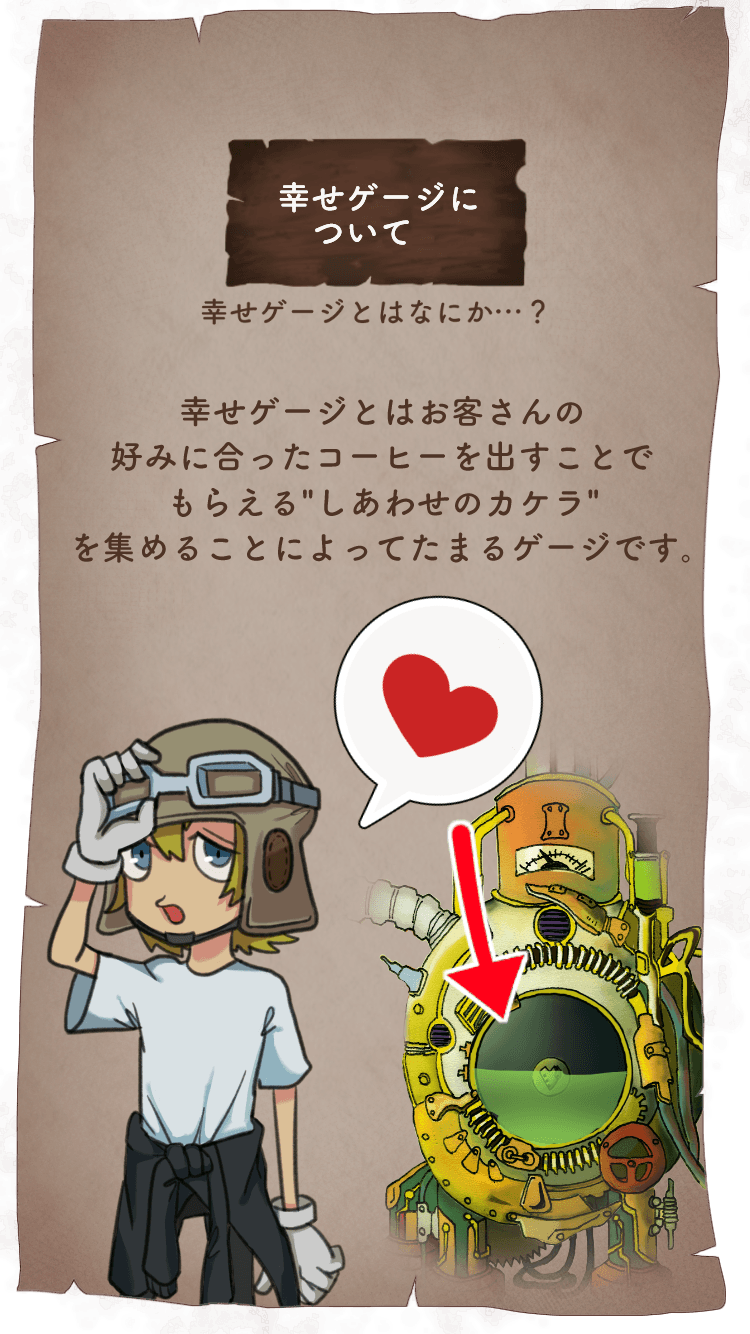 幸せゲージに
ついて
幸せゲージとはなにか…？
幸せゲージとはお客さんの
好みに合ったコーヒーを出すことで
もらえる"しあわせのカケラ"
を集めることによってたまるゲージです。